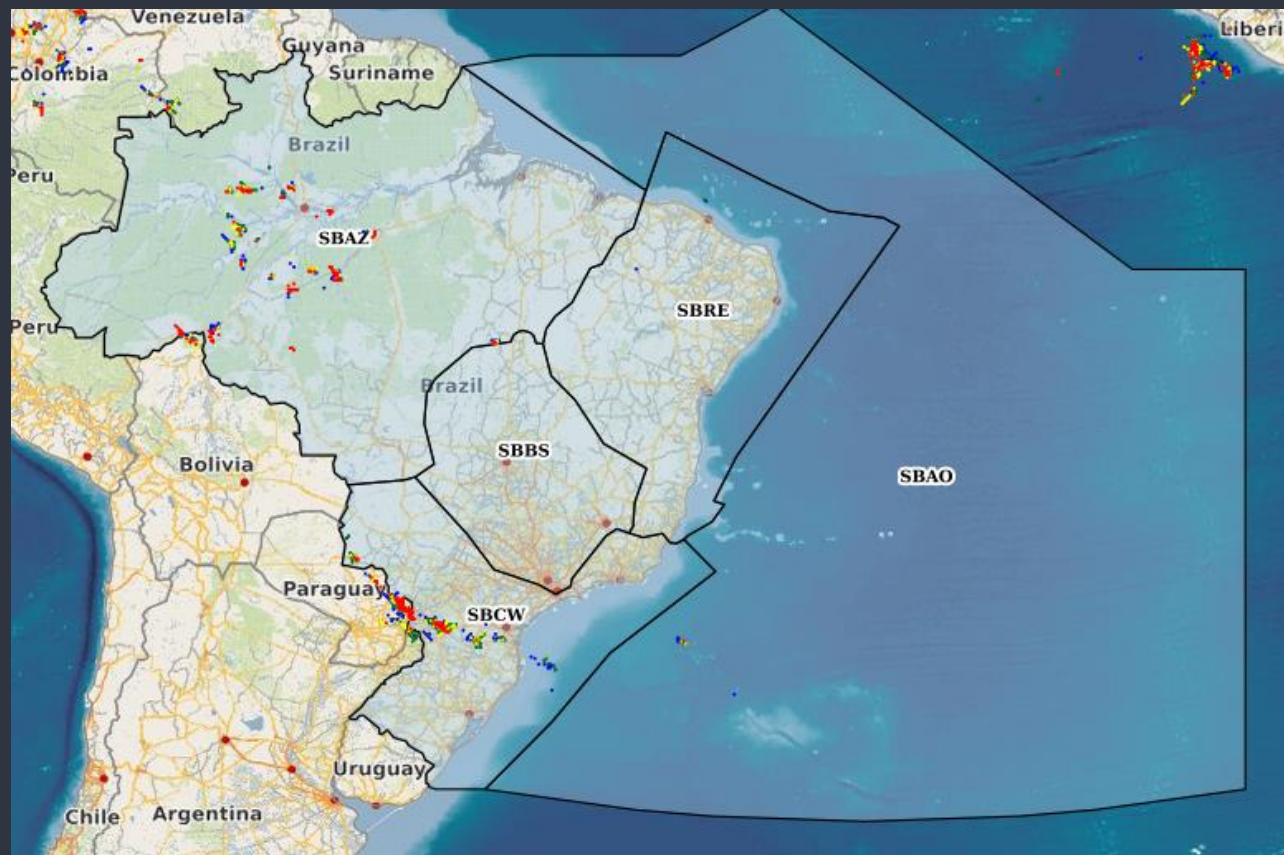 Venezuela
Liberi
Guyana
Colombia
Suriname
Brazil
Peru
SBAZ
SBRE
Peru
Brazil
SBBS
Bolivia
SBAO
Paraguay
SBCW
Uruguay
Chile
Argentina